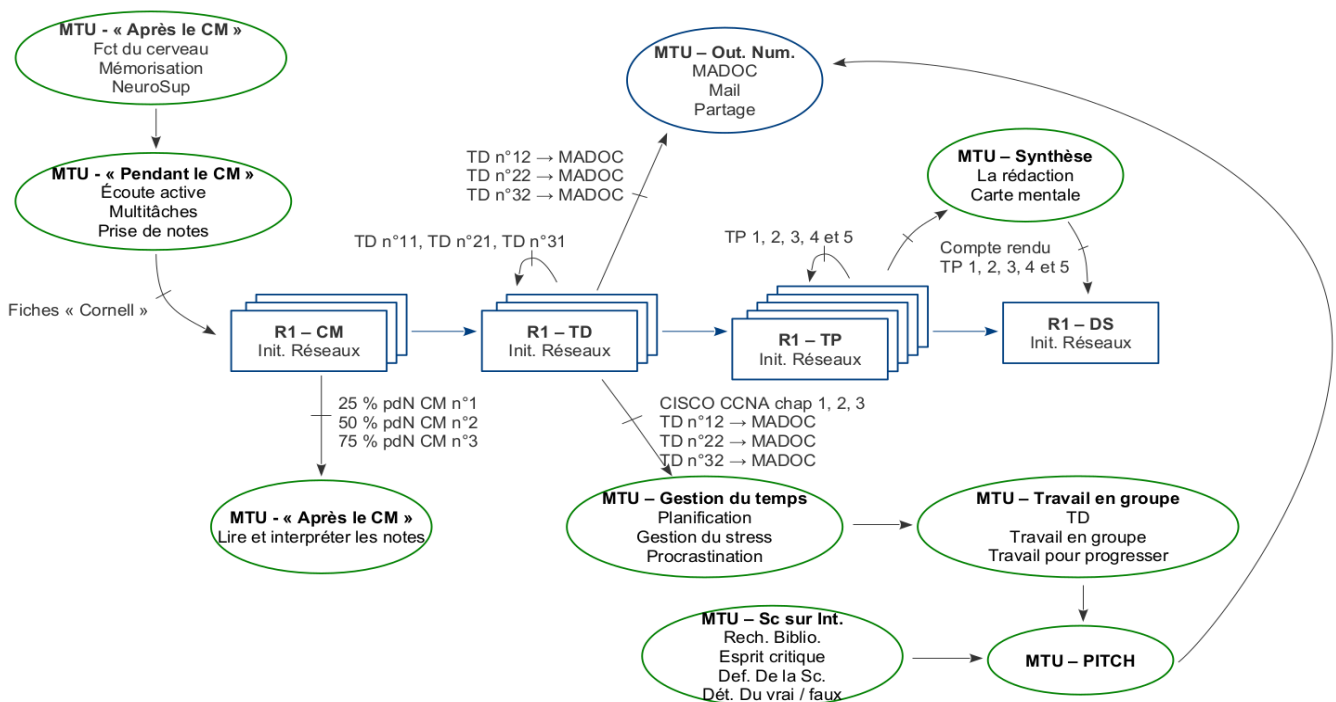 MTU - « Après le CM »
Fct du cerveau
Mémorisation
NeuroSup
MTU – Out. Num.
MADOC
Mail
Partage
MTU - « Pendant le CM »
Écoute active
Multitâches
Prise de notes
TD n°12 → MADOC
TD n°22 → MADOC
TD n°32 → MADOC
MTU – Synthèse
La rédaction
Carte mentale
TD n°11, TD n°21, TD n°31
TP 1, 2, 3, 4 et 5
Compte rendu
TP 1, 2, 3, 4 et 5
Fiches « Cornell »
R1 – CM
Init. Réseaux
R1 – TD
Init. Réseaux
R1 – TP
Init. Réseaux
R1 – DS
Init. Réseaux
25 % pdN CM n°1
50 % pdN CM n°2
75 % pdN CM n°3
CISCO CCNA chap 1, 2, 3
TD n°12 → MADOC
TD n°22 → MADOC
TD n°32 → MADOC
MTU - « Après le CM »
Lire et interpréter les notes
MTU – Gestion du temps
Planification
Gestion du stress
Procrastination
MTU – Travail en groupe
TD
Travail en groupe
Travail pour progresser
MTU – Sc sur Int.
Rech. Biblio.
Esprit critique
Def. De la Sc.
Dét. Du vrai / faux
MTU – PITCH